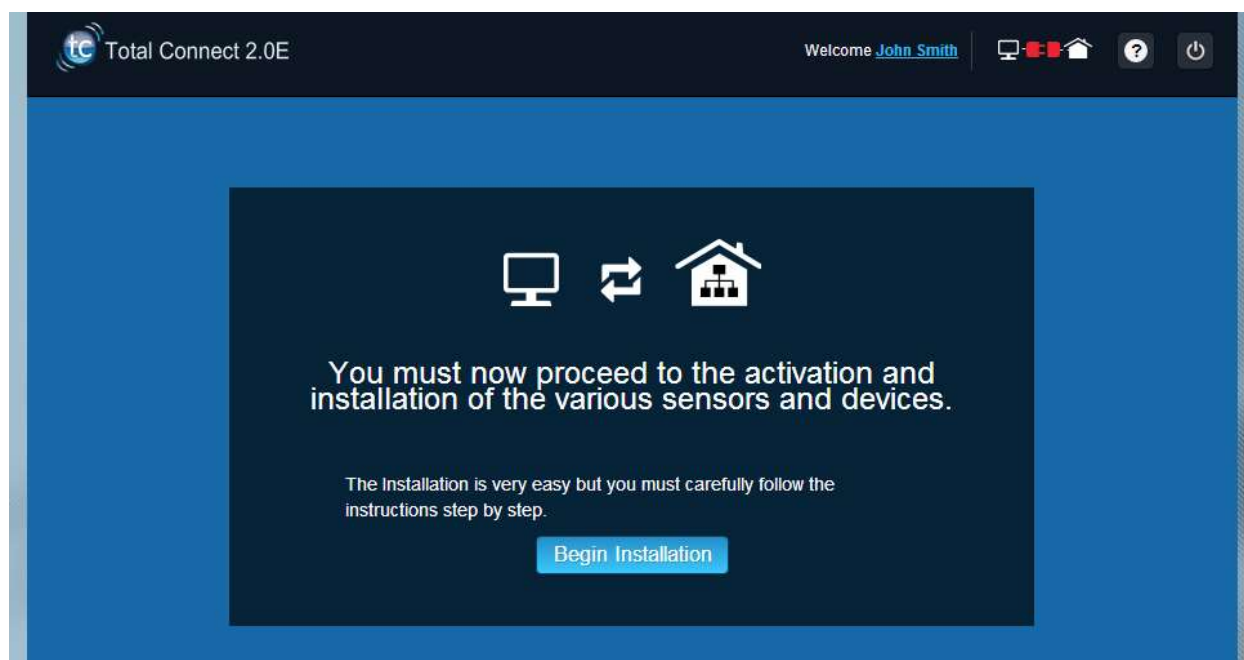 tc Total Connect 2.0E
Welcome John Smith
?
You must now proceed to the activation and
installation of the various sensors and devices.
The Installation is very easy but you must carefully follow the
instructions step by step.
Begin Installation